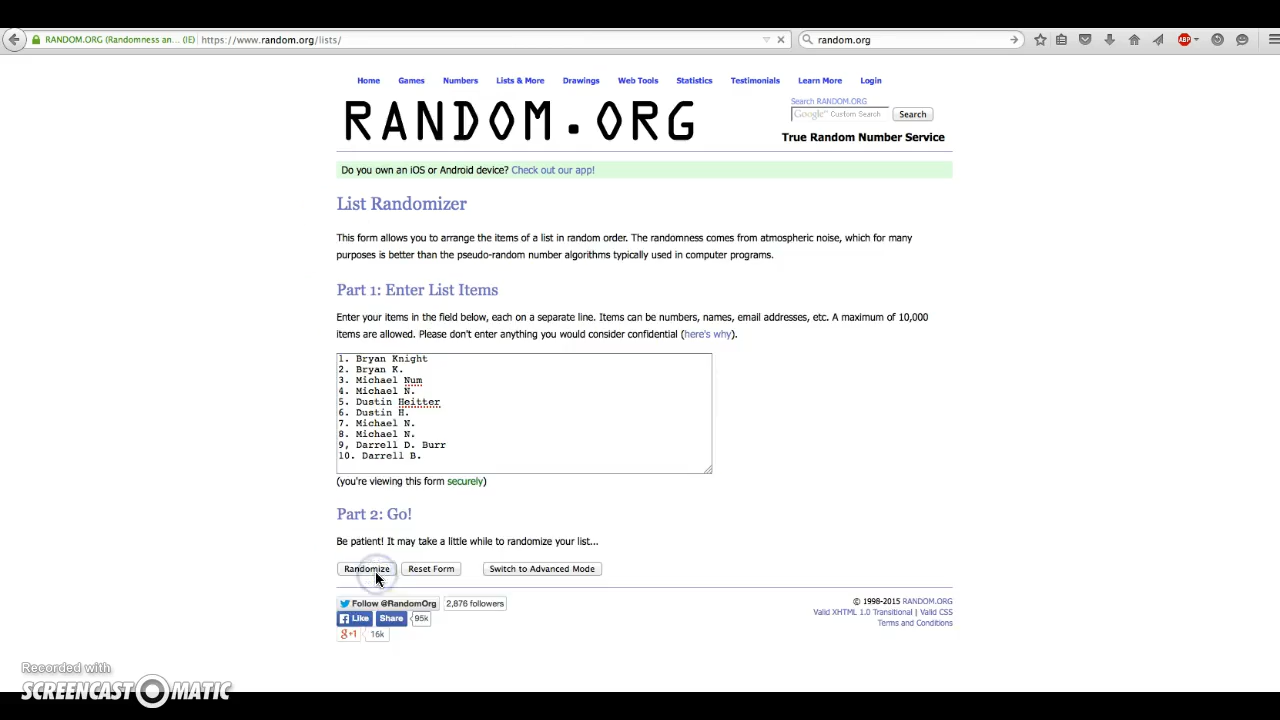 RANDOM.ORG (Randomness an... (IE) https://www.random.org/lists/ random.org ABP
Home Games Numbers Lists & More Drawings Web Tools Statistics Testimonials Learn More Login
RANDOM.ORG
Search RANDOM.ORG
Google™ Custom Search Search
True Random Number Service
Do you own an iOS or Android device? Check out our app!
List Randomizer
This form allows you to arrange the items of a list in random order. The randomness comes from atmospheric noise, which for many
purposes is better than the pseudo-random number algorithms typically used in computer programs.
Part 1: Enter List Items
Enter your items in the field below, each on a separate line. Items can be numbers, names, email addresses, etc. A maximum of 10,000
items are allowed. Please don't enter anything you would consider confidential (here's why).
1. Bryan Knight
2. Bryan K.
3. Michael Num
4. Michael N.
5. Dustin Heitter
6. Dustin H.
7. Michael N.
8. Michael N.
9, Darrell D. Burr
10. Darrell B.
(you're viewing this form securely)
Part 2: Go!
Be patient! It may take a little while to randomize your list...
Randomize Reset Form Switch to Advanced Mode
Follow @RandomOrg 2,876 followers
Like Share 95k
g+1 16k
© 1998-2015 RANDOM.ORG
Valid XHTML 1.0 Transitional | Valid CSS
Terms and Conditions
Recorded with
SCREENCAST-O-MATIC